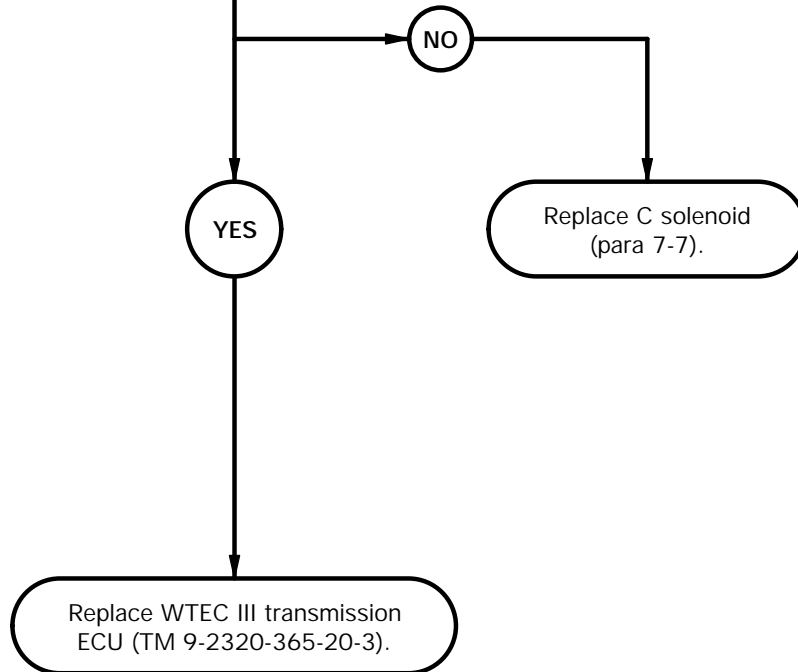 NO
YES
Replace C solenoid
(para 7-7).
Replace WTEC III transmission
ECU (TM 9-2320-365-20-3).